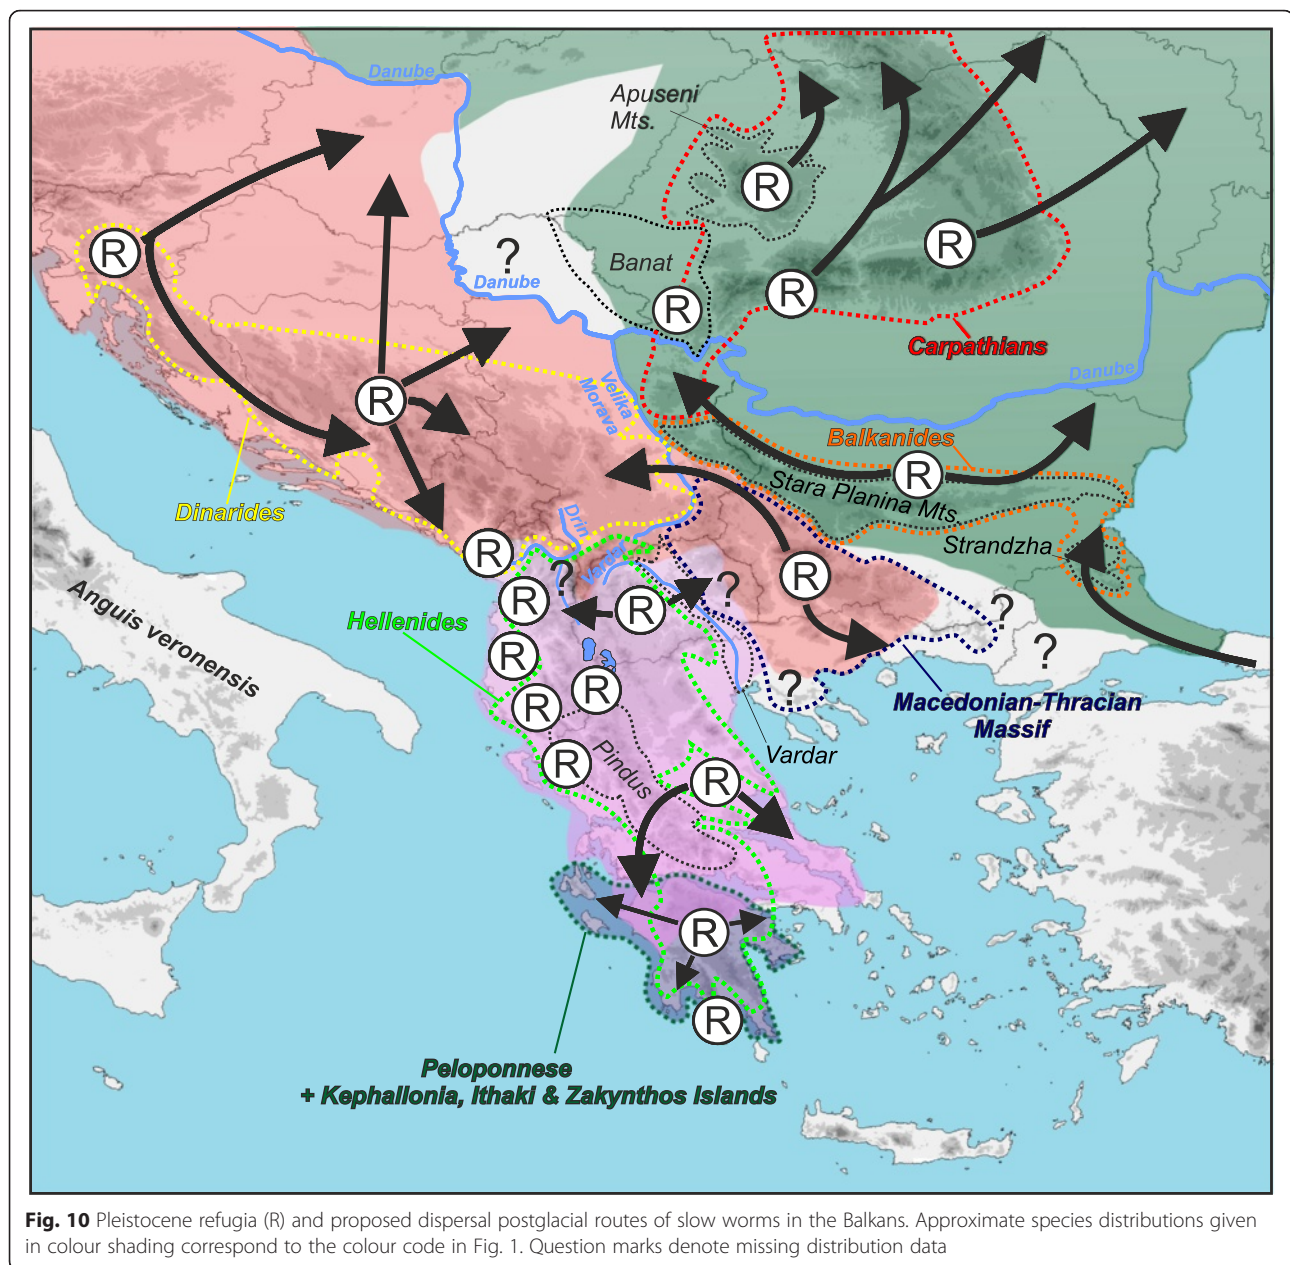 Danube
Apuseni
Mts.
R
R
R
?
Banat
Danube
R
R
Carpathians
Danube
R
Velika
Morava
Balkanides
R
Stara Planina Mts
Dinarides
Drin
Strandzha
R
Vardar
?
R
?
R
R
?
Anguis veronensis
Hellenides
R
?
R
R
?
Macedonian-Thracian
Massif
R
Pindus
Vardar
R
R
R
R
Peloponnese
+ Kephallonia, Ithaki & Zakynthos Islands
Fig. 10 Pleistocene refugia (R) and proposed dispersal postglacial routes of slow worms in the Balkans. Approximate species distributions given
in colour shading correspond to the colour code in Fig. 1. Question marks denote missing distribution data